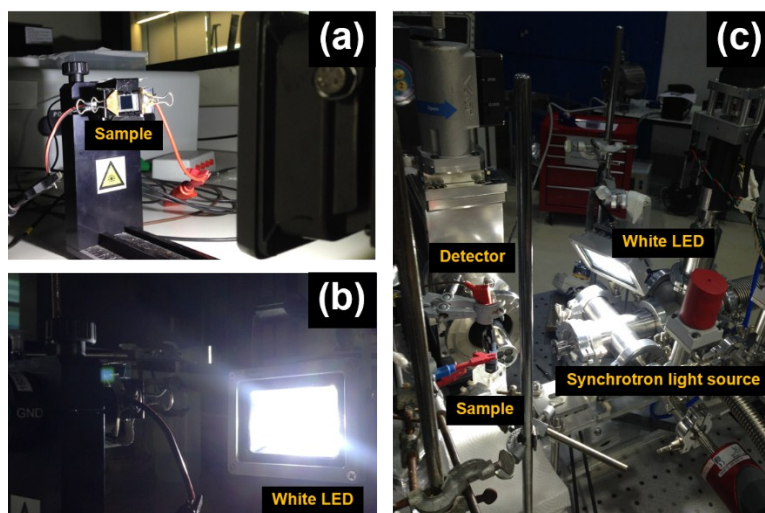 (a)
Sample
(b)
GND
White LED
(c)
Detector
White LED
Synchrotron light source
Sample